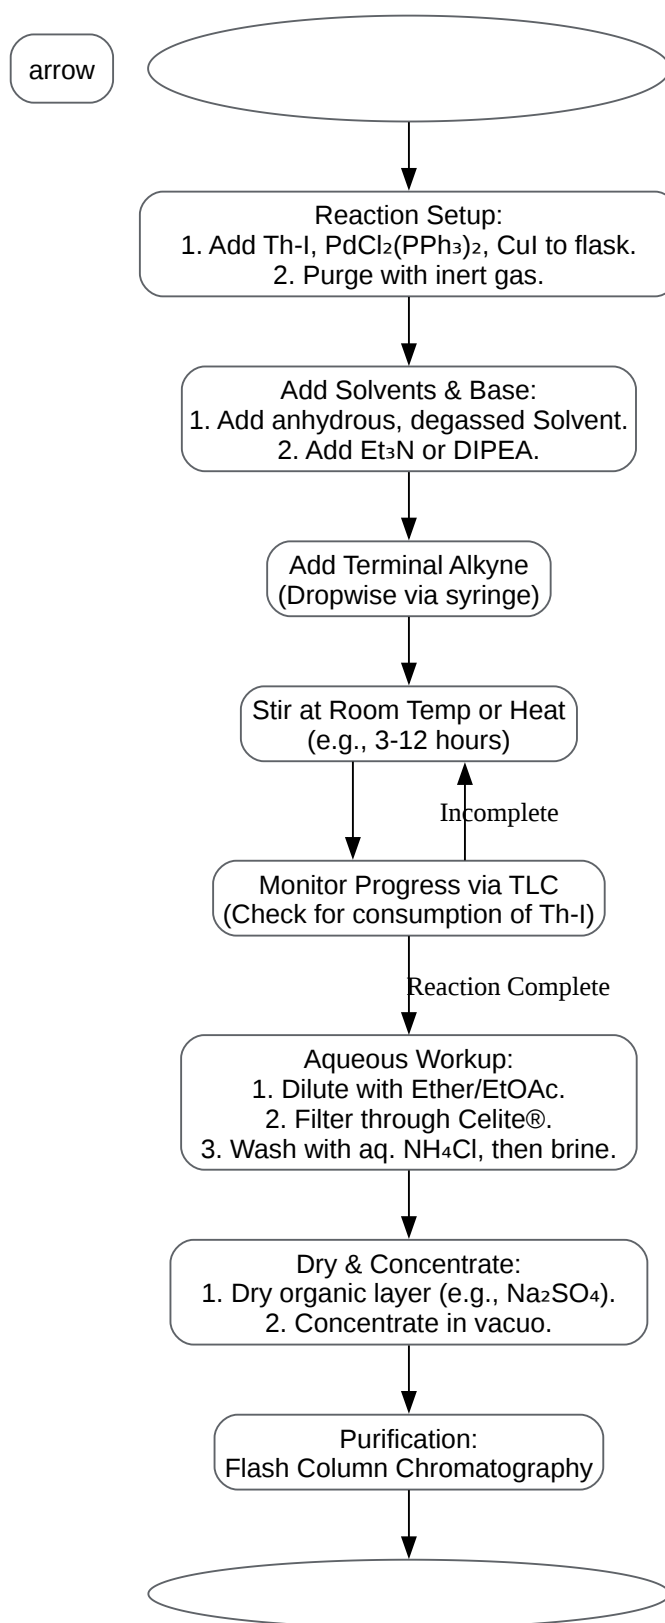 arrow
Reaction Setup:
1. Add Th-I, PdCl₂(PPh₃)₂, CuI to flask.
2. Purge with inert gas.
Add Solvents & Base:
1. Add anhydrous, degassed Solvent.
2. Add Et₃N or DIPEA.
Add Terminal Alkyne
(Dropwise via syringe)
Stir at Room Temp or Heat
(e.g., 3-12 hours)
Incomplete
Monitor Progress via TLC
(Check for consumption of Th-I)
Reaction Complete
Aqueous Workup:
1. Dilute with Ether/EtOAc.
2. Filter through Celite®.
3. Wash with aq. NH₄Cl, then brine.
Dry & Concentrate:
1. Dry organic layer (e.g., Na₂SO₄).
2. Concentrate in vacuo.
Purification:
Flash Column Chromatography